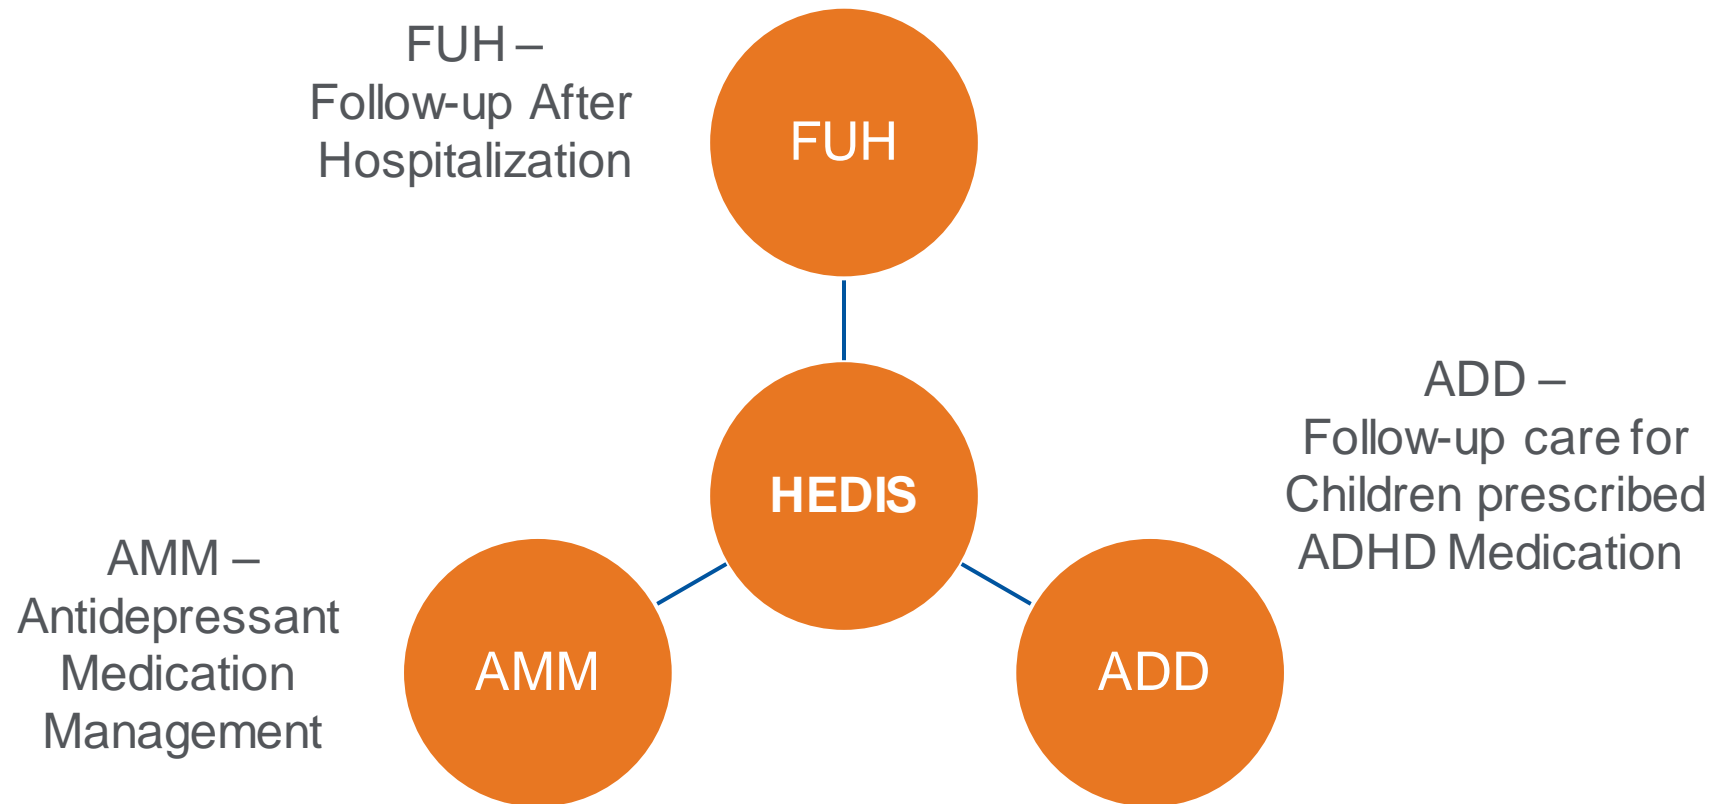 FUH –
Follow-up After
Hospitalization
FUH
HEDIS
ADD –
Follow-up care for
Children prescribed
ADHD Medication
AMM –
Antidepressant
Medication
Management
AMM
ADD